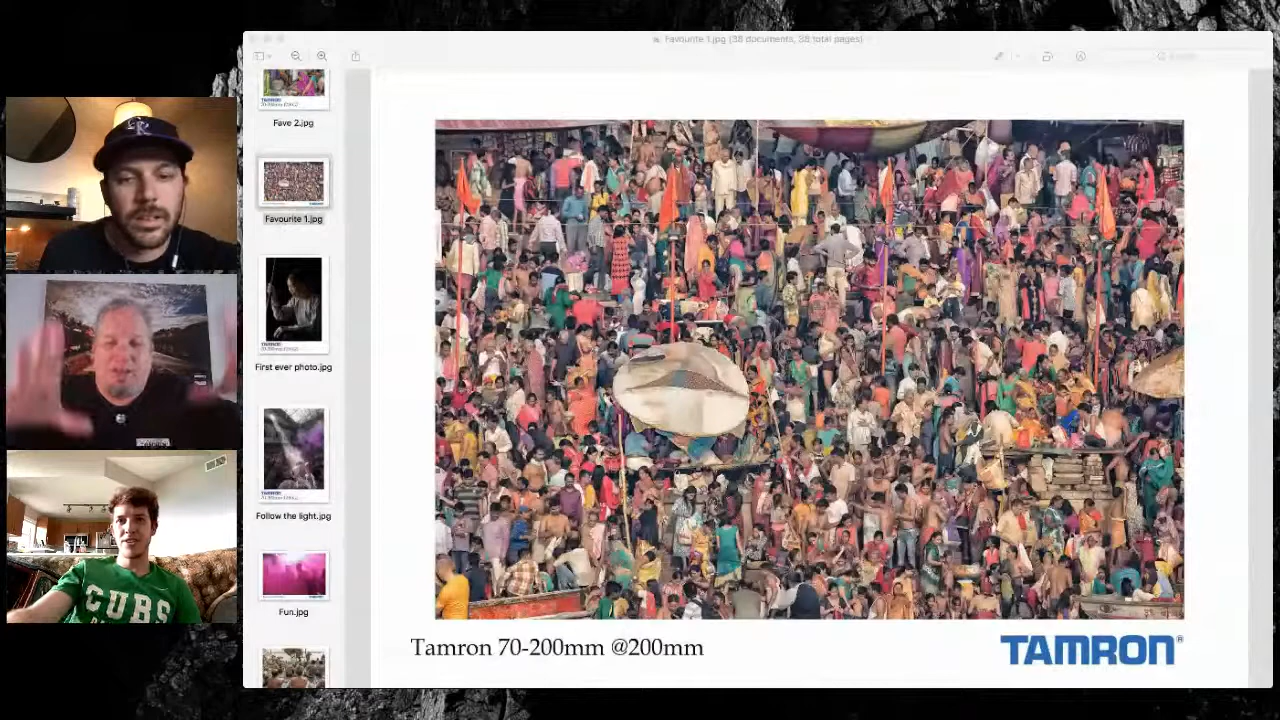 Favourite 1.jpg (38 documents, 38 total pages)
Fave 2.jpg
Favourite 1.jpg
First ever photo.jpg
Follow the light.jpg
Fun.jpg
CUBS
Tamron 70-200mm @200mm
TAMRON®